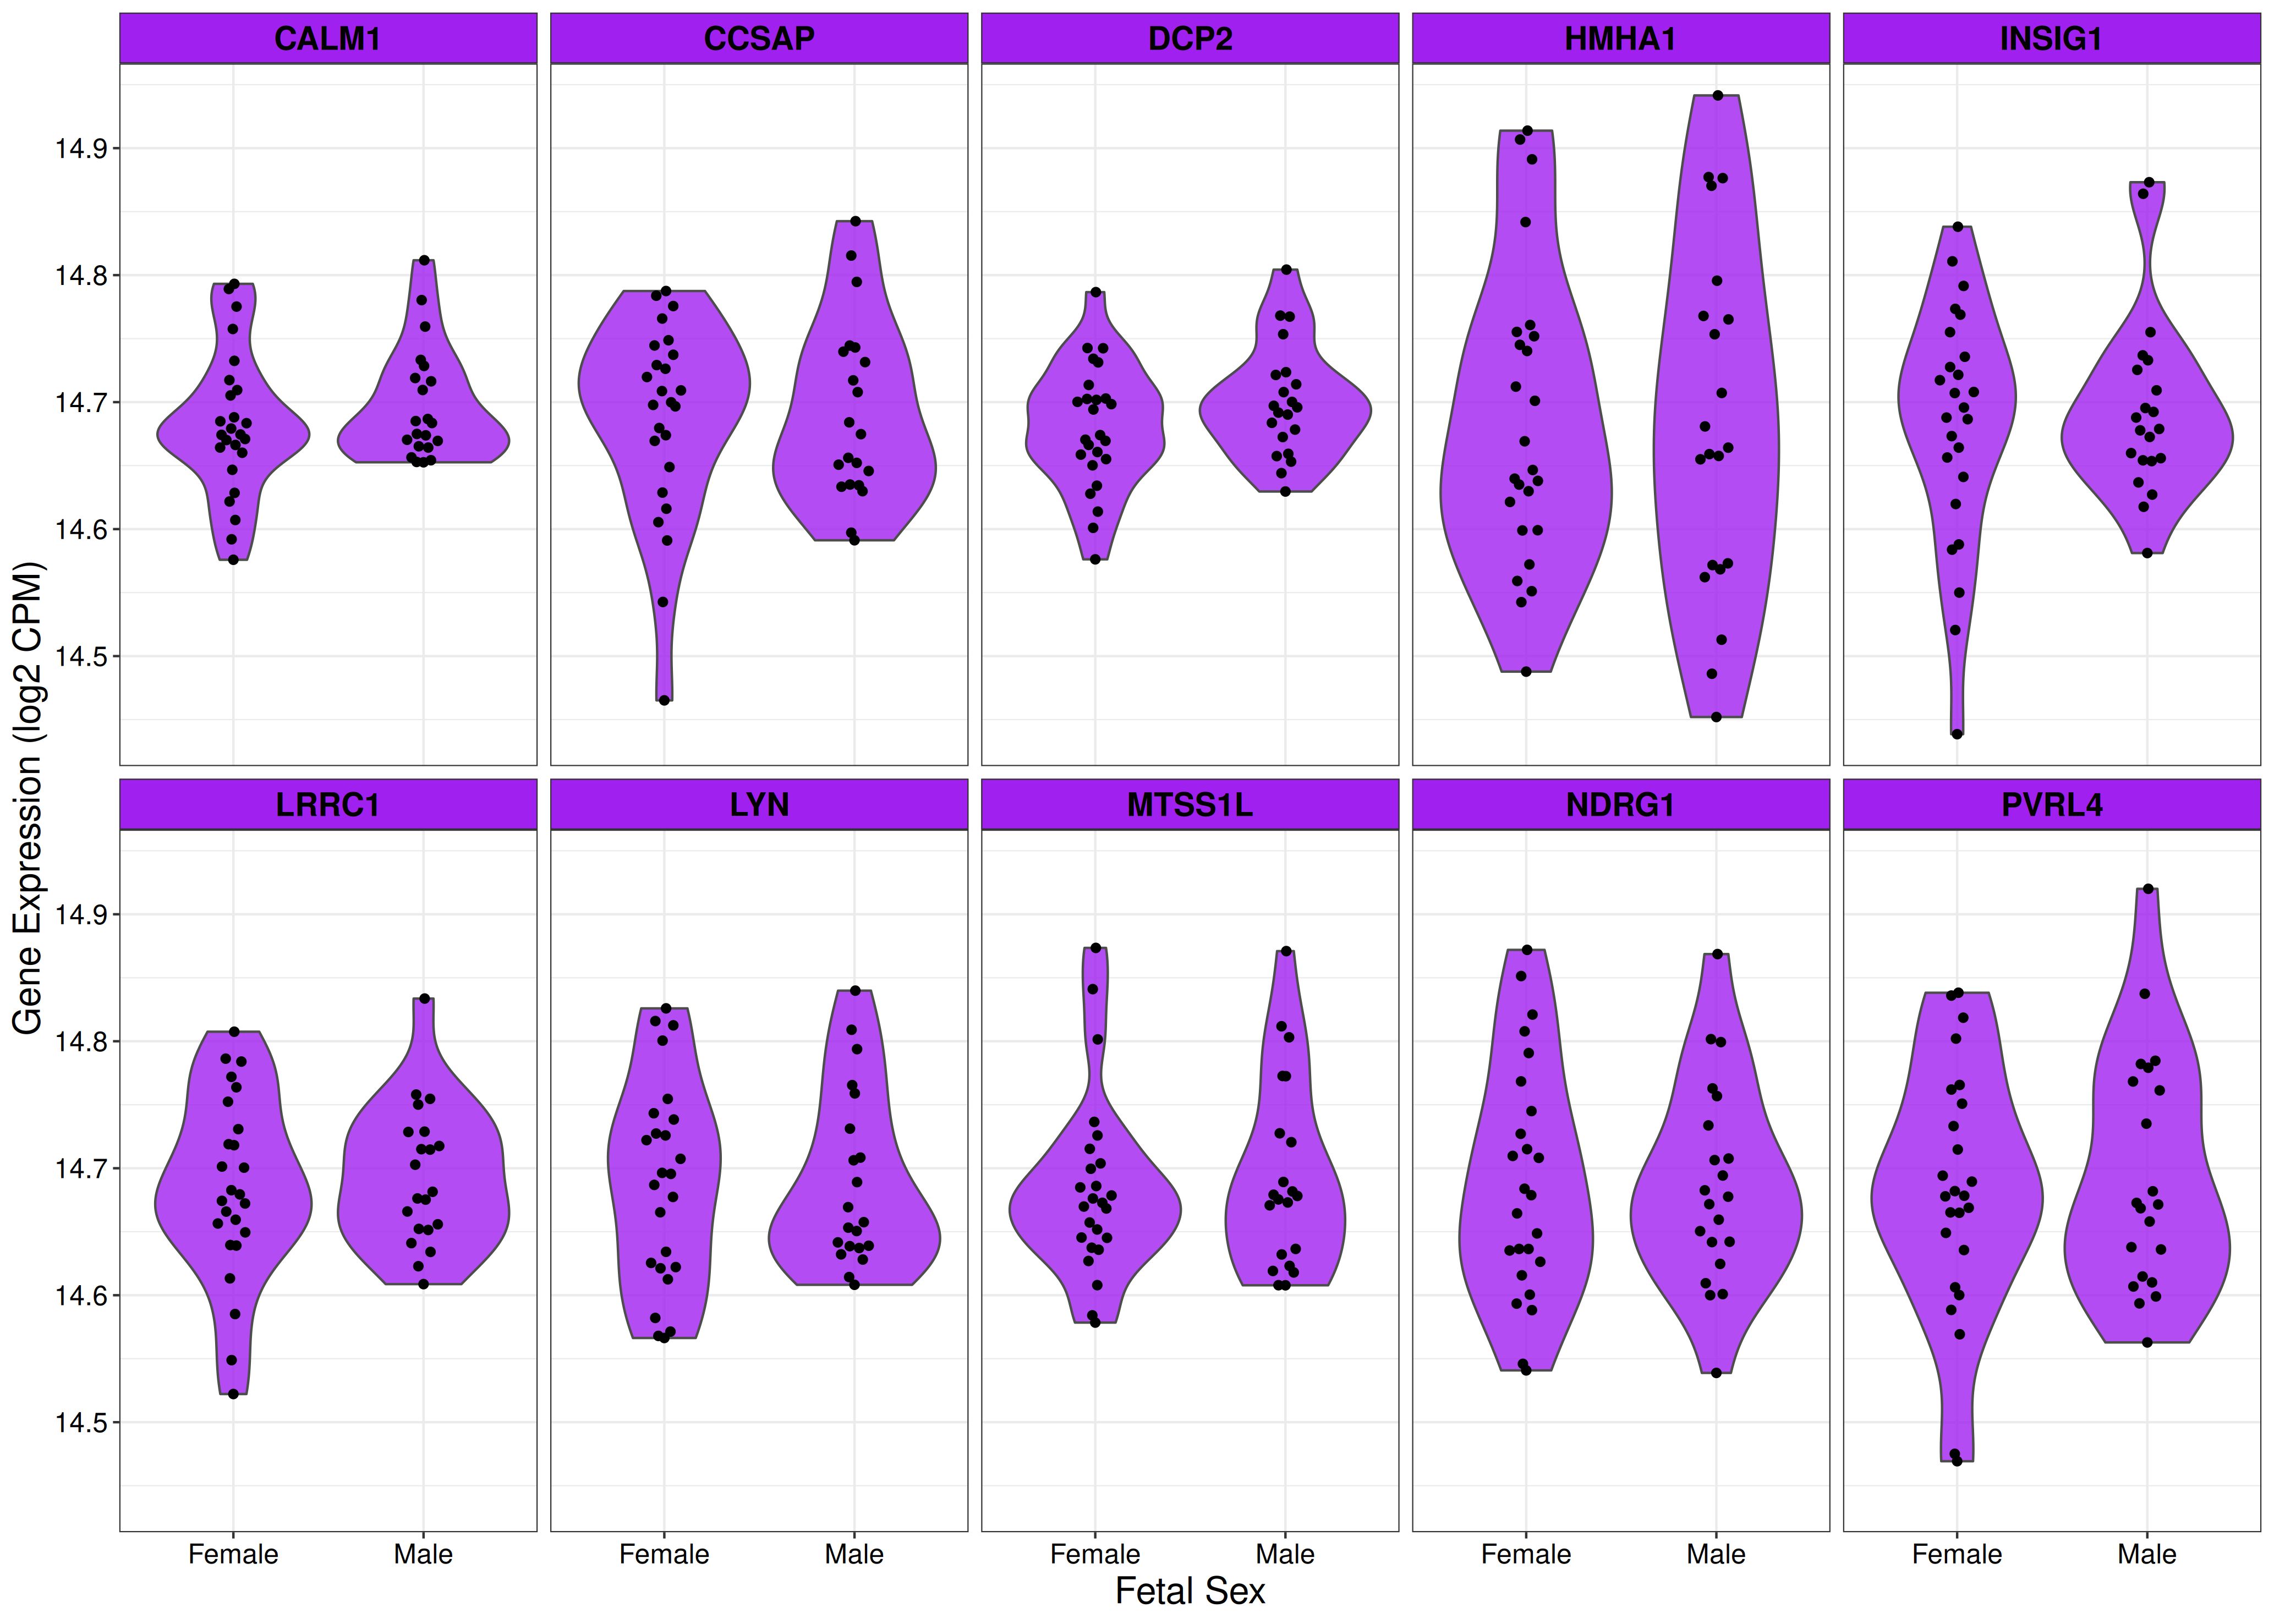 CALM1 CCSAP DCP2 HMHA1 INSIG1
14.9
14.8
14.7
14.6
14.5
Gene Expression (log2 CPM)
LRRC1 LYN MTSS1L NDRG1 PVRL4
14.9
14.8
14.7
14.6
14.5
Female Male Female Male Female Male Female Male Female Male
Fetal Sex